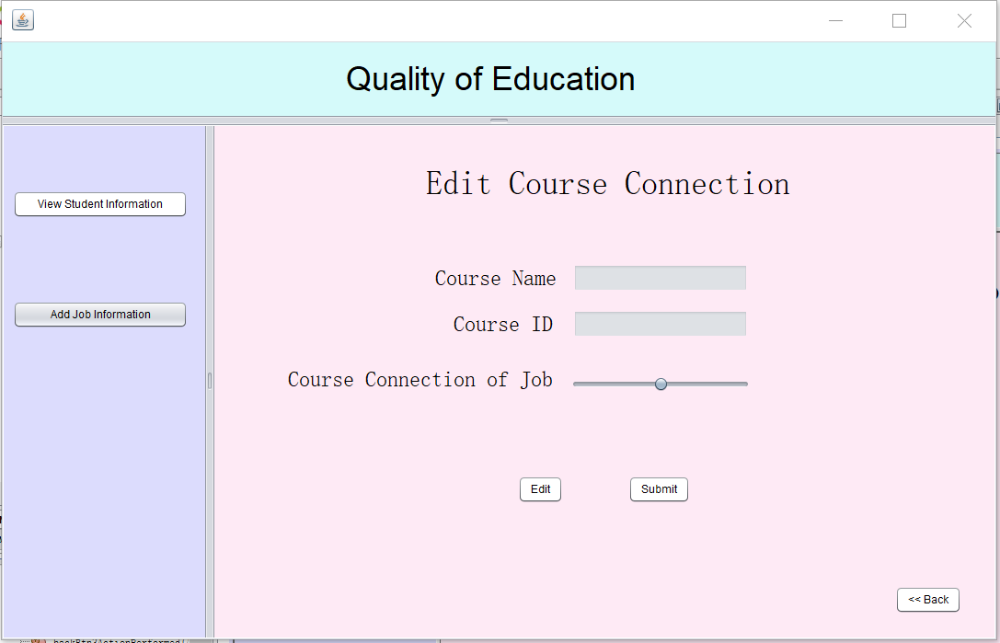 Quality of Education
View Student Information
Add Job Information
Edit Course Connection
Course Name
Course ID
Course Connection of Job
Edit
Submit
<< Back